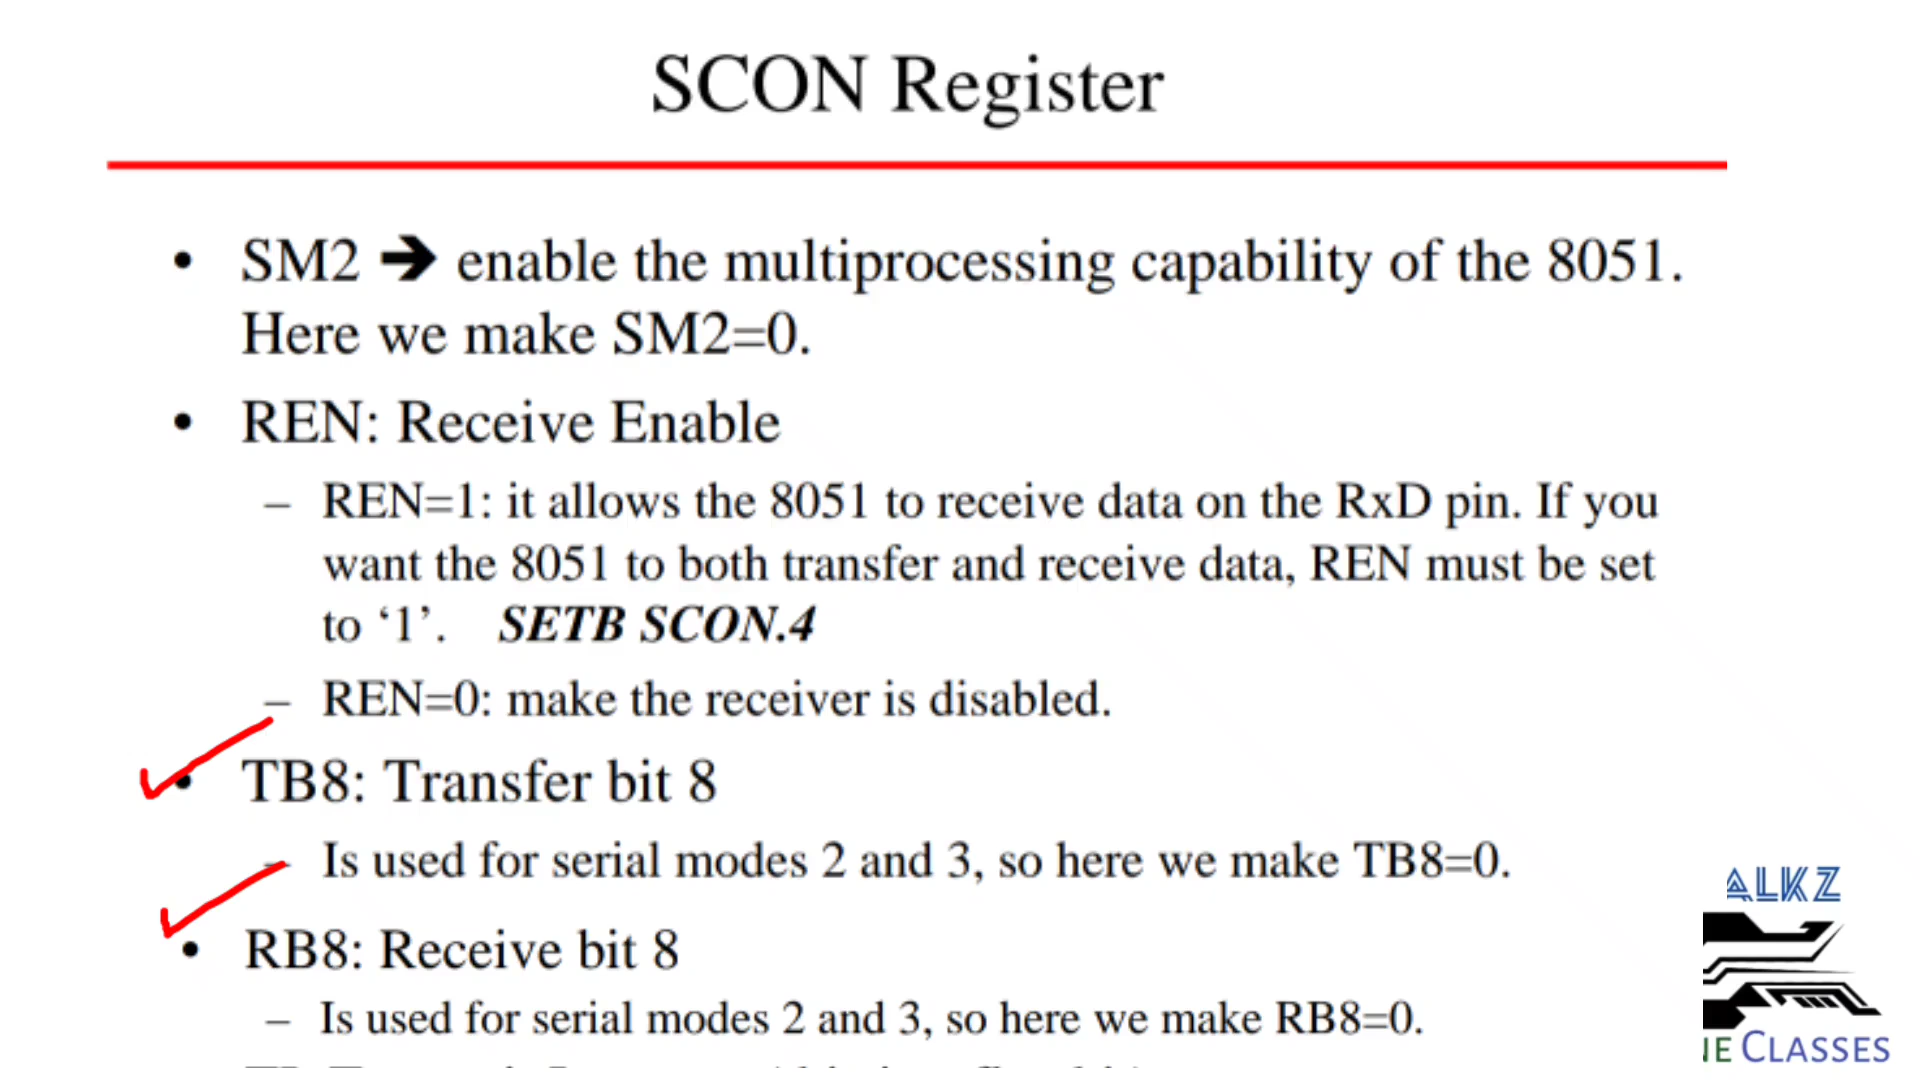 SCON Register
• SM2 ➔ enable the multiprocessing capability of the 8051.
Here we make SM2=0.
• REN: Receive Enable
– REN=1: it allows the 8051 to receive data on the RxD pin. If you
want the 8051 to both transfer and receive data, REN must be set
to ‘1’. SETB SCON.4
– REN=0: make the receiver is disabled.
• TB8: Transfer bit 8
– Is used for serial modes 2 and 3, so here we make TB8=0.
• RB8: Receive bit 8
– Is used for serial modes 2 and 3, so here we make RB8=0.
ALKZ
NE CLASSES